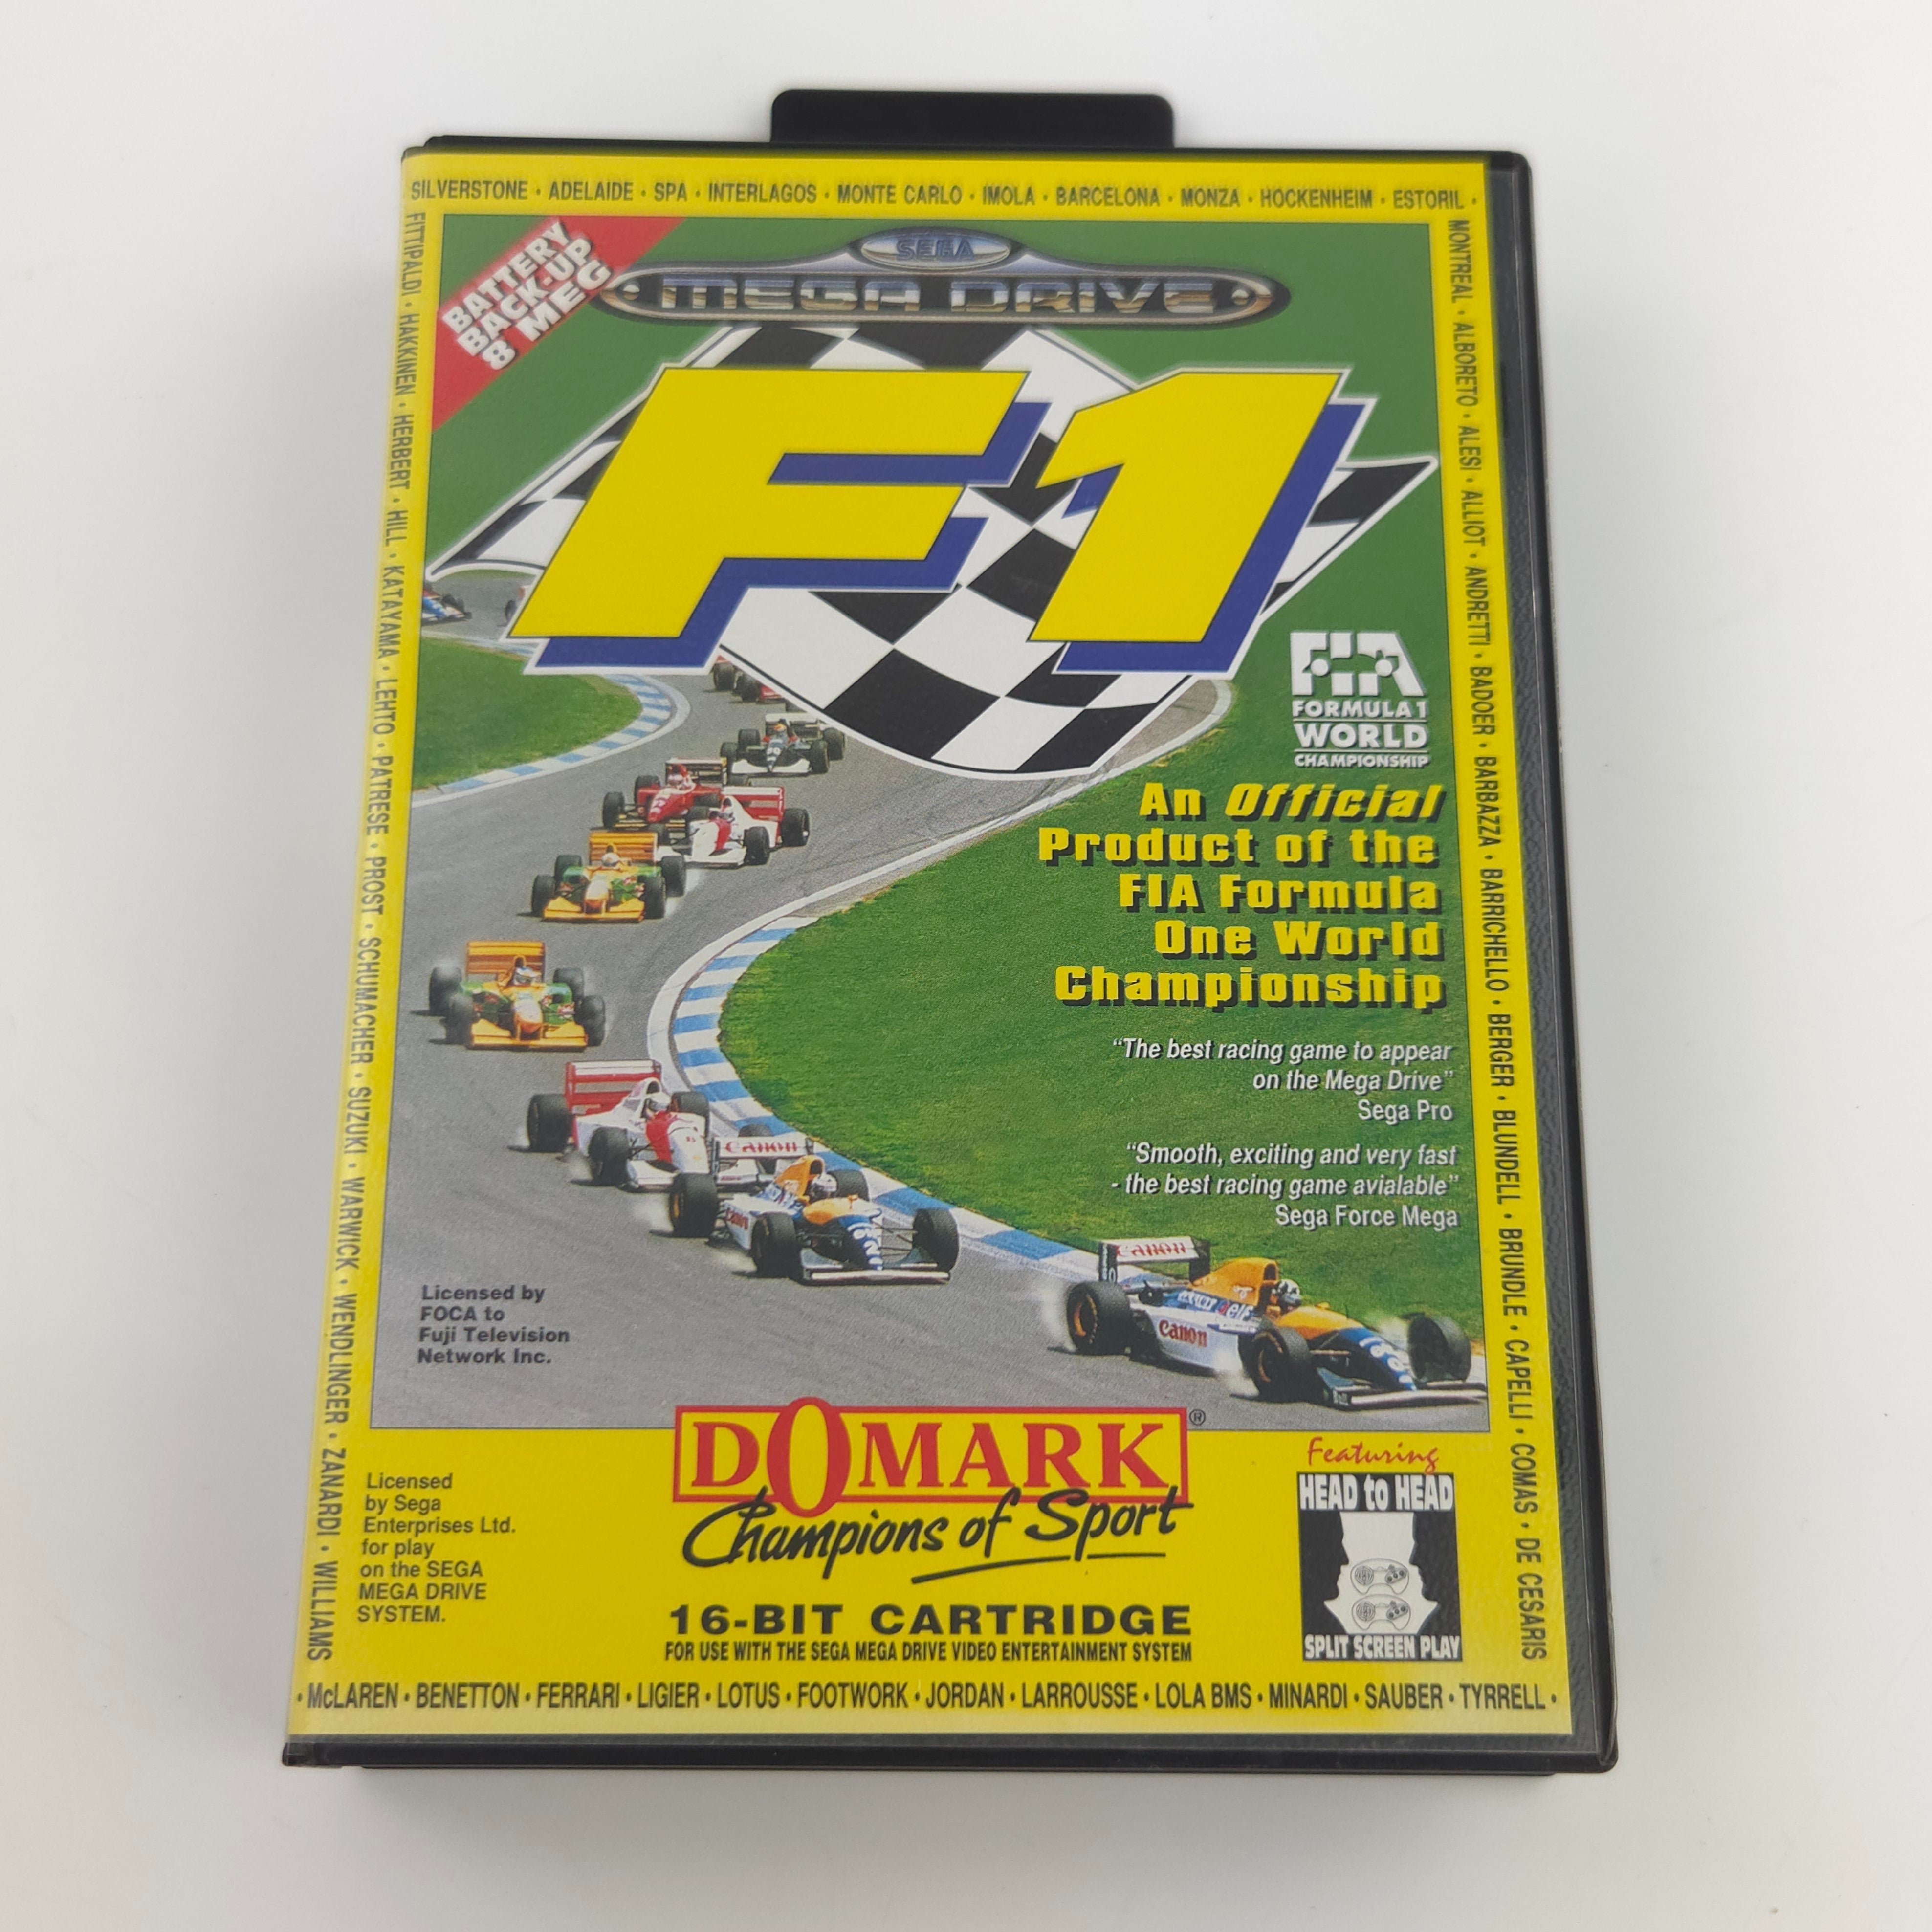 SILVERSTONE • ADELAIDE • SPA • INTERLAGOS • MONTE CARLO • IMOLA • BARCELONA • MONZA • HOCKENHEIM • ESTORIL •
MONTREAL • ALBORETO • ALESI • ALLIOT • ANDRETTI • BADOER • BARBAZZA • BARRICHELLO • BERGER • BLUNDELL • BRUNDLE • CAPELLI • COMAS • DE CESARIS
FITTIPALDI • HAKKINEN • HERBERT • HILL • KATAYAMA • LEHTO • PATRESE • PROST • SCHUMACHER • SUZUKI • WARWICK • WENDLINGER • ZANARDI • WILLIAMS
BATTERY
BACK-UP
8 MEG
SEGA
MEGA DRIVE
F1
FIA
FORMULA 1
WORLD
CHAMPIONSHIP
An Official
Product of the
FIA Formula
One World
Championship
“The best racing game to appear
on the Mega Drive”
Sega Pro
“Smooth, exciting and very fast
- the best racing game avialable”
Sega Force Mega
Canon
Canon
Canon
elf
Canon
Licensed by
FOCA to
Fuji Television
Network Inc.
DOMARK®
Champions of Sport
Licensed
by Sega
Enterprises Ltd.
for play
on the SEGA
MEGA DRIVE
SYSTEM.
16-BIT CARTRIDGE
FOR USE WITH THE SEGA MEGA DRIVE VIDEO ENTERTAINMENT SYSTEM
Featuring
HEAD to HEAD
SPLIT SCREEN PLAY
• McLAREN • BENETTON • FERRARI • LIGIER • LOTUS • FOOTWORK • JORDAN • LARROUSSE • LOLA BMS • MINARDI • SAUBER • TYRRELL •